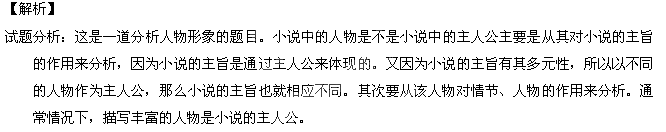 【解析】
试题分析：这是一道分析人物形象的题目。小说中的人物是不是小说中的主人公主要是从其对小说的主旨
的作用来分析，因为小说的主旨是通过主人公来体现的。又因为小说的主旨有其多元性，所以以不同
的人物作为主人公，那么小说的主旨也就相应不同。其次要从该人物对情节、人物的作用来分析。通
常情况下，描写丰富的人物是小说的主人公。